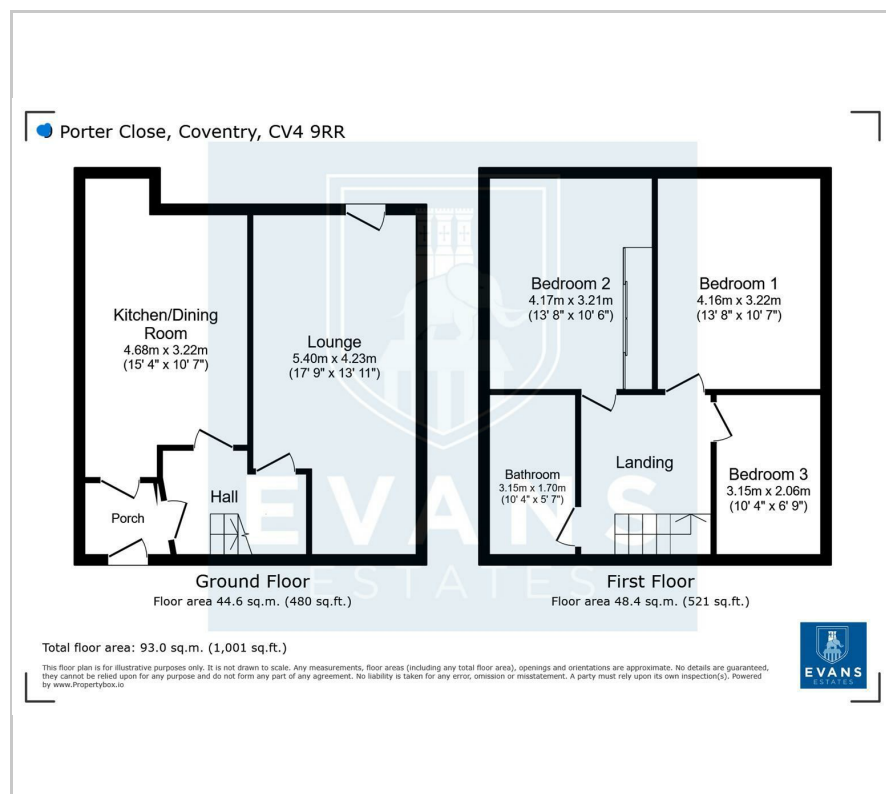 Porter Close, Coventry, CV4 9RR
Kitchen/Dining
Room
4.68m x 3.22m
(15' 4" x 10' 7")
Lounge
5.40m x 4.23m
(17' 9" x 13' 11")
Hall
Porch
Ground Floor
Floor area 44.6 sq.m. (480 sq.ft.)
Bedroom 2
4.17m x 3.21m
(13' 8" x 10' 6")
Bedroom 1
4.16m x 3.22m
(13' 8" x 10' 7")
Bathroom
3.15m x 1.70m
(10' 4" x 5' 7")
Landing
Bedroom 3
3.15m x 2.06m
(10' 4" x 6' 9")
First Floor
Floor area 48.4 sq.m. (521 sq.ft.)
EVANS
ESTATES
Total floor area: 93.0 sq.m. (1,001 sq.ft.)
This floor plan is for illustrative purposes only. It is not drawn to scale. Any measurements, floor areas (including any total floor area), openings and orientations are approximate. No details are guaranteed,
they cannot be relied upon for any purpose and do not form any part of any agreement. No liability is taken for any error, omission or misstatement. A party must rely upon its own inspection(s). Powered
by www.Propertybox.io
EVANS
ESTATES